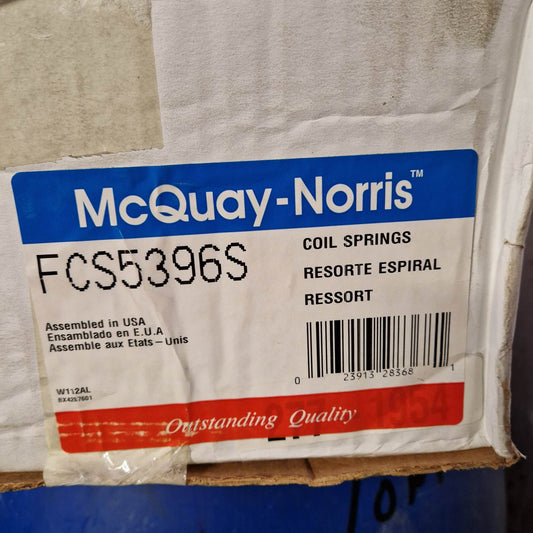 McQuay-Norris™
FCS5396S
COIL SPRINGS
RESORTE ESPIRAL
RESSORT
Assembled in USA
Ensamblado en E.U.A
Assemble aux Etats-Unis
W112AL
0 23913 28368 1
Outstanding Quality
1954